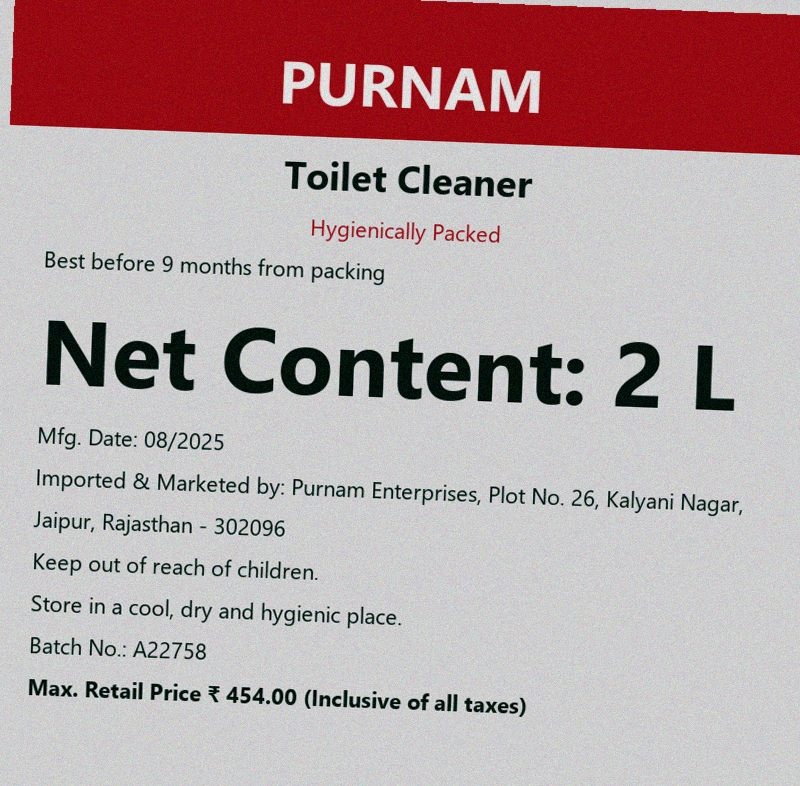 PURNAM
Toilet Cleaner
Hygienically Packed
Best before 9 months from packing
Net Content: 2 L
Mfg. Date: 08/2025
Imported & Marketed by: Purnam Enterprises, Plot No. 26, Kalyani Nagar,
Jaipur, Rajasthan - 302096
Keep out of reach of children.
Store in a cool, dry and hygienic place.
Batch No.: A22758
Max. Retail Price ₹ 454.00 (Inclusive of all taxes)